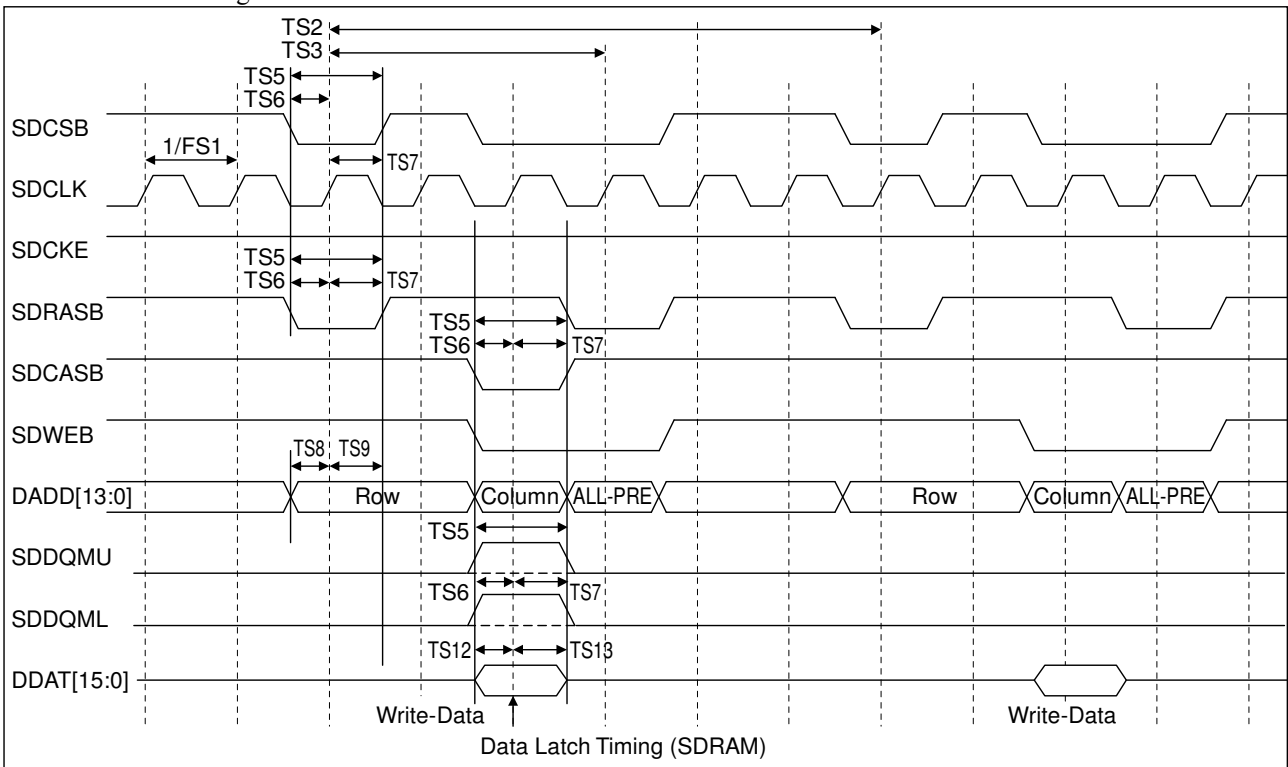 TS2
TS3
TS5
TS6
SDCSB
1/FS1
TS7
SDCLK
SDCKE
TS5
TS6 TS7
SDRASB
TS5
TS6 TS7
SDCASB
SDWEB
TS8 TS9
DADD[13:0] Row Column ALL-PRE Row Column ALL-PRE
TS5
SDDQMU
TS6 TS7
SDDQML
TS12 TS13
DDAT[15:0]
Write-Data Write-Data
Data Latch Timing (SDRAM)